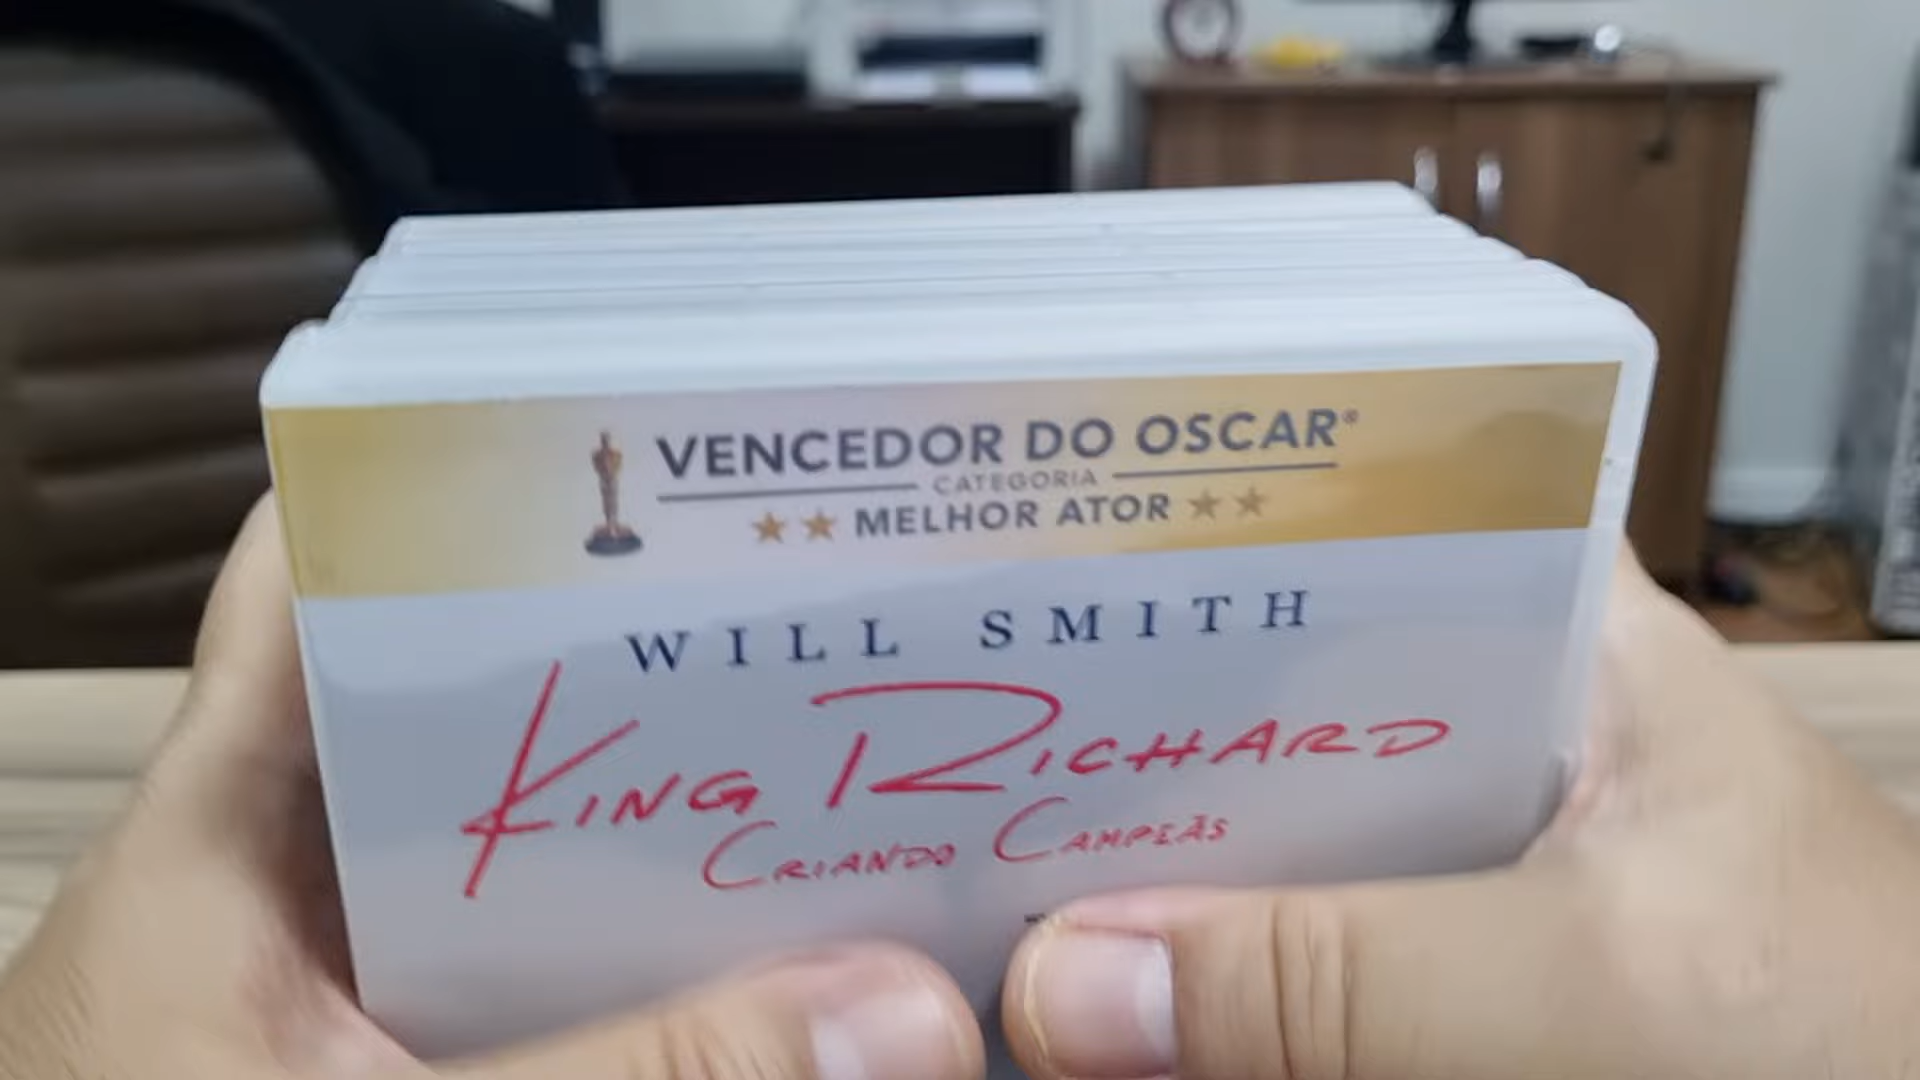 VENCEDOR DO OSCAR®
CATEGORIA
MELHOR ATOR
WILL SMITH
KING RICHARD
CRIANDO CAMPEÃS